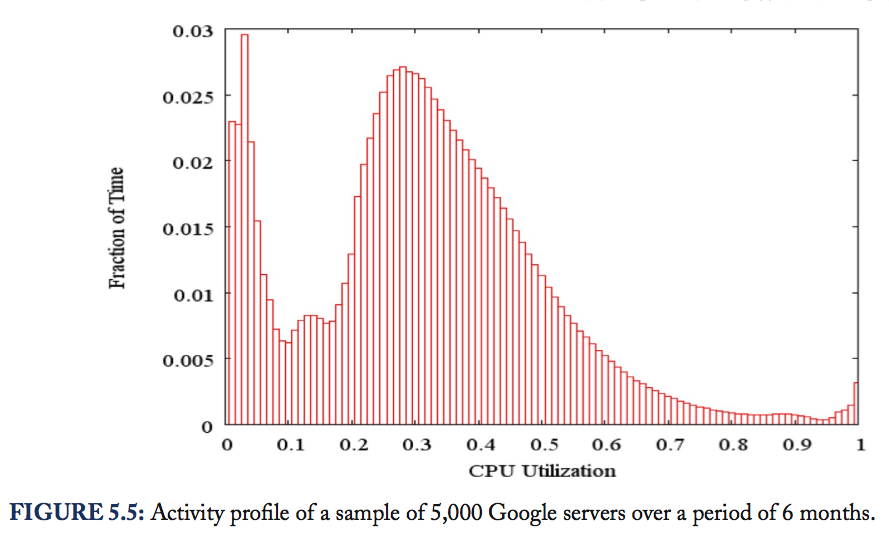 0.03
0.025
0.02
0.015
0.01
0.005
0
Fraction of Time
0 0.1 0.2 0.3 0.4 0.5 0.6 0.7 0.8 0.9 1
CPU Utilization
FIGURE 5.5: Activity profile of a sample of 5,000 Google servers over a period of 6 months.